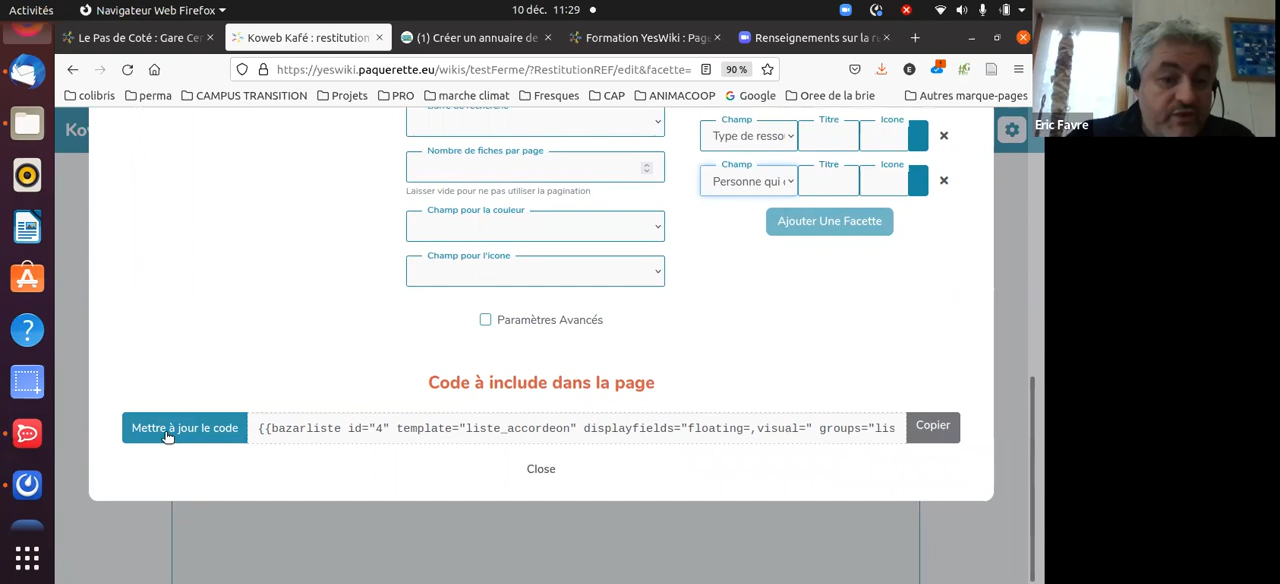 Activités
Navigateur Web Firefox
10 déc. 11:29
Le Pas de Coté : Gare Ce
Koweb Kafé : restitution
(1) Créer un annuaire de
Formation YesWiki : Pag
Renseignements sur la r
https://yeswiki.paquerette.eu/wikis/testFerme/?RestitutionREF/edit&facette=
90 %
colibris
perma
CAMPUS TRANSITION
Projets
PRO
marche climat
Fresques
CAP
ANIMACOOP
Google
Oree de la brie
Autres marque-pages
Eric Favre
Ko
Champ
Titre
Icone
Type de resso
Nombre de fiches par page
Laisser vide pour ne pas utiliser la pagination
Champ
Titre
Icone
Personne qui
Champ pour la couleur
Ajouter Une Facette
Champ pour l'icone
Paramètres Avancés
Code à include dans la page
Mettre à jour le code
{{bazarliste id="4" template="liste_accordeon" displayfields="floating=,visual=" groups="lis
Copier
Close